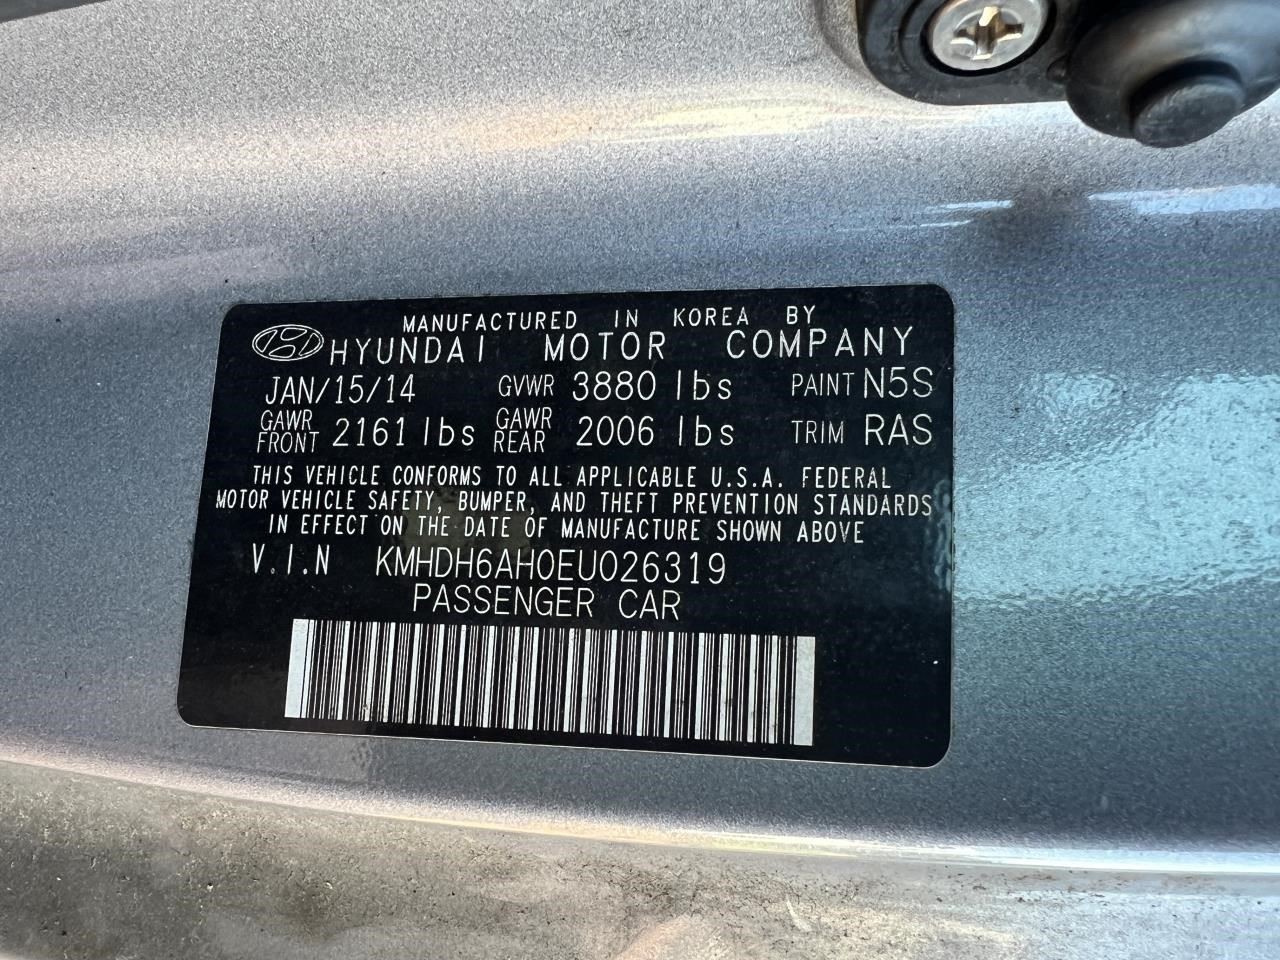 MANUFACTURED IN KOREA BY
HYUNDAI MOTOR COMPANY
JAN/15/14 GVWR 3880 lbs PAINT N5S
GAWR FRONT 2161 lbs GAWR REAR 2006 lbs TRIM RAS
THIS VEHICLE CONFORMS TO ALL APPLICABLE U.S.A. FEDERAL
MOTOR VEHICLE SAFETY, BUMPER, AND THEFT PREVENTION STANDARDS
IN EFFECT ON THE DATE OF MANUFACTURE SHOWN ABOVE
V.I.N KMHDH6AH0EU026319
PASSENGER CAR